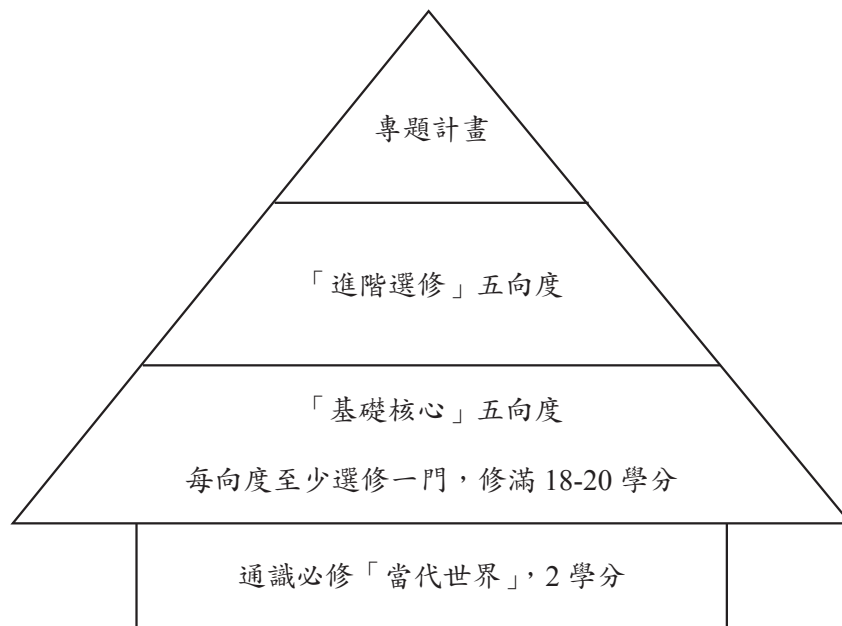 專題計畫
「進階選修」五向度
「基礎核心」五向度
每向度至少選修一門，修滿 18-20 學分
通識必修「當代世界」，2 學分